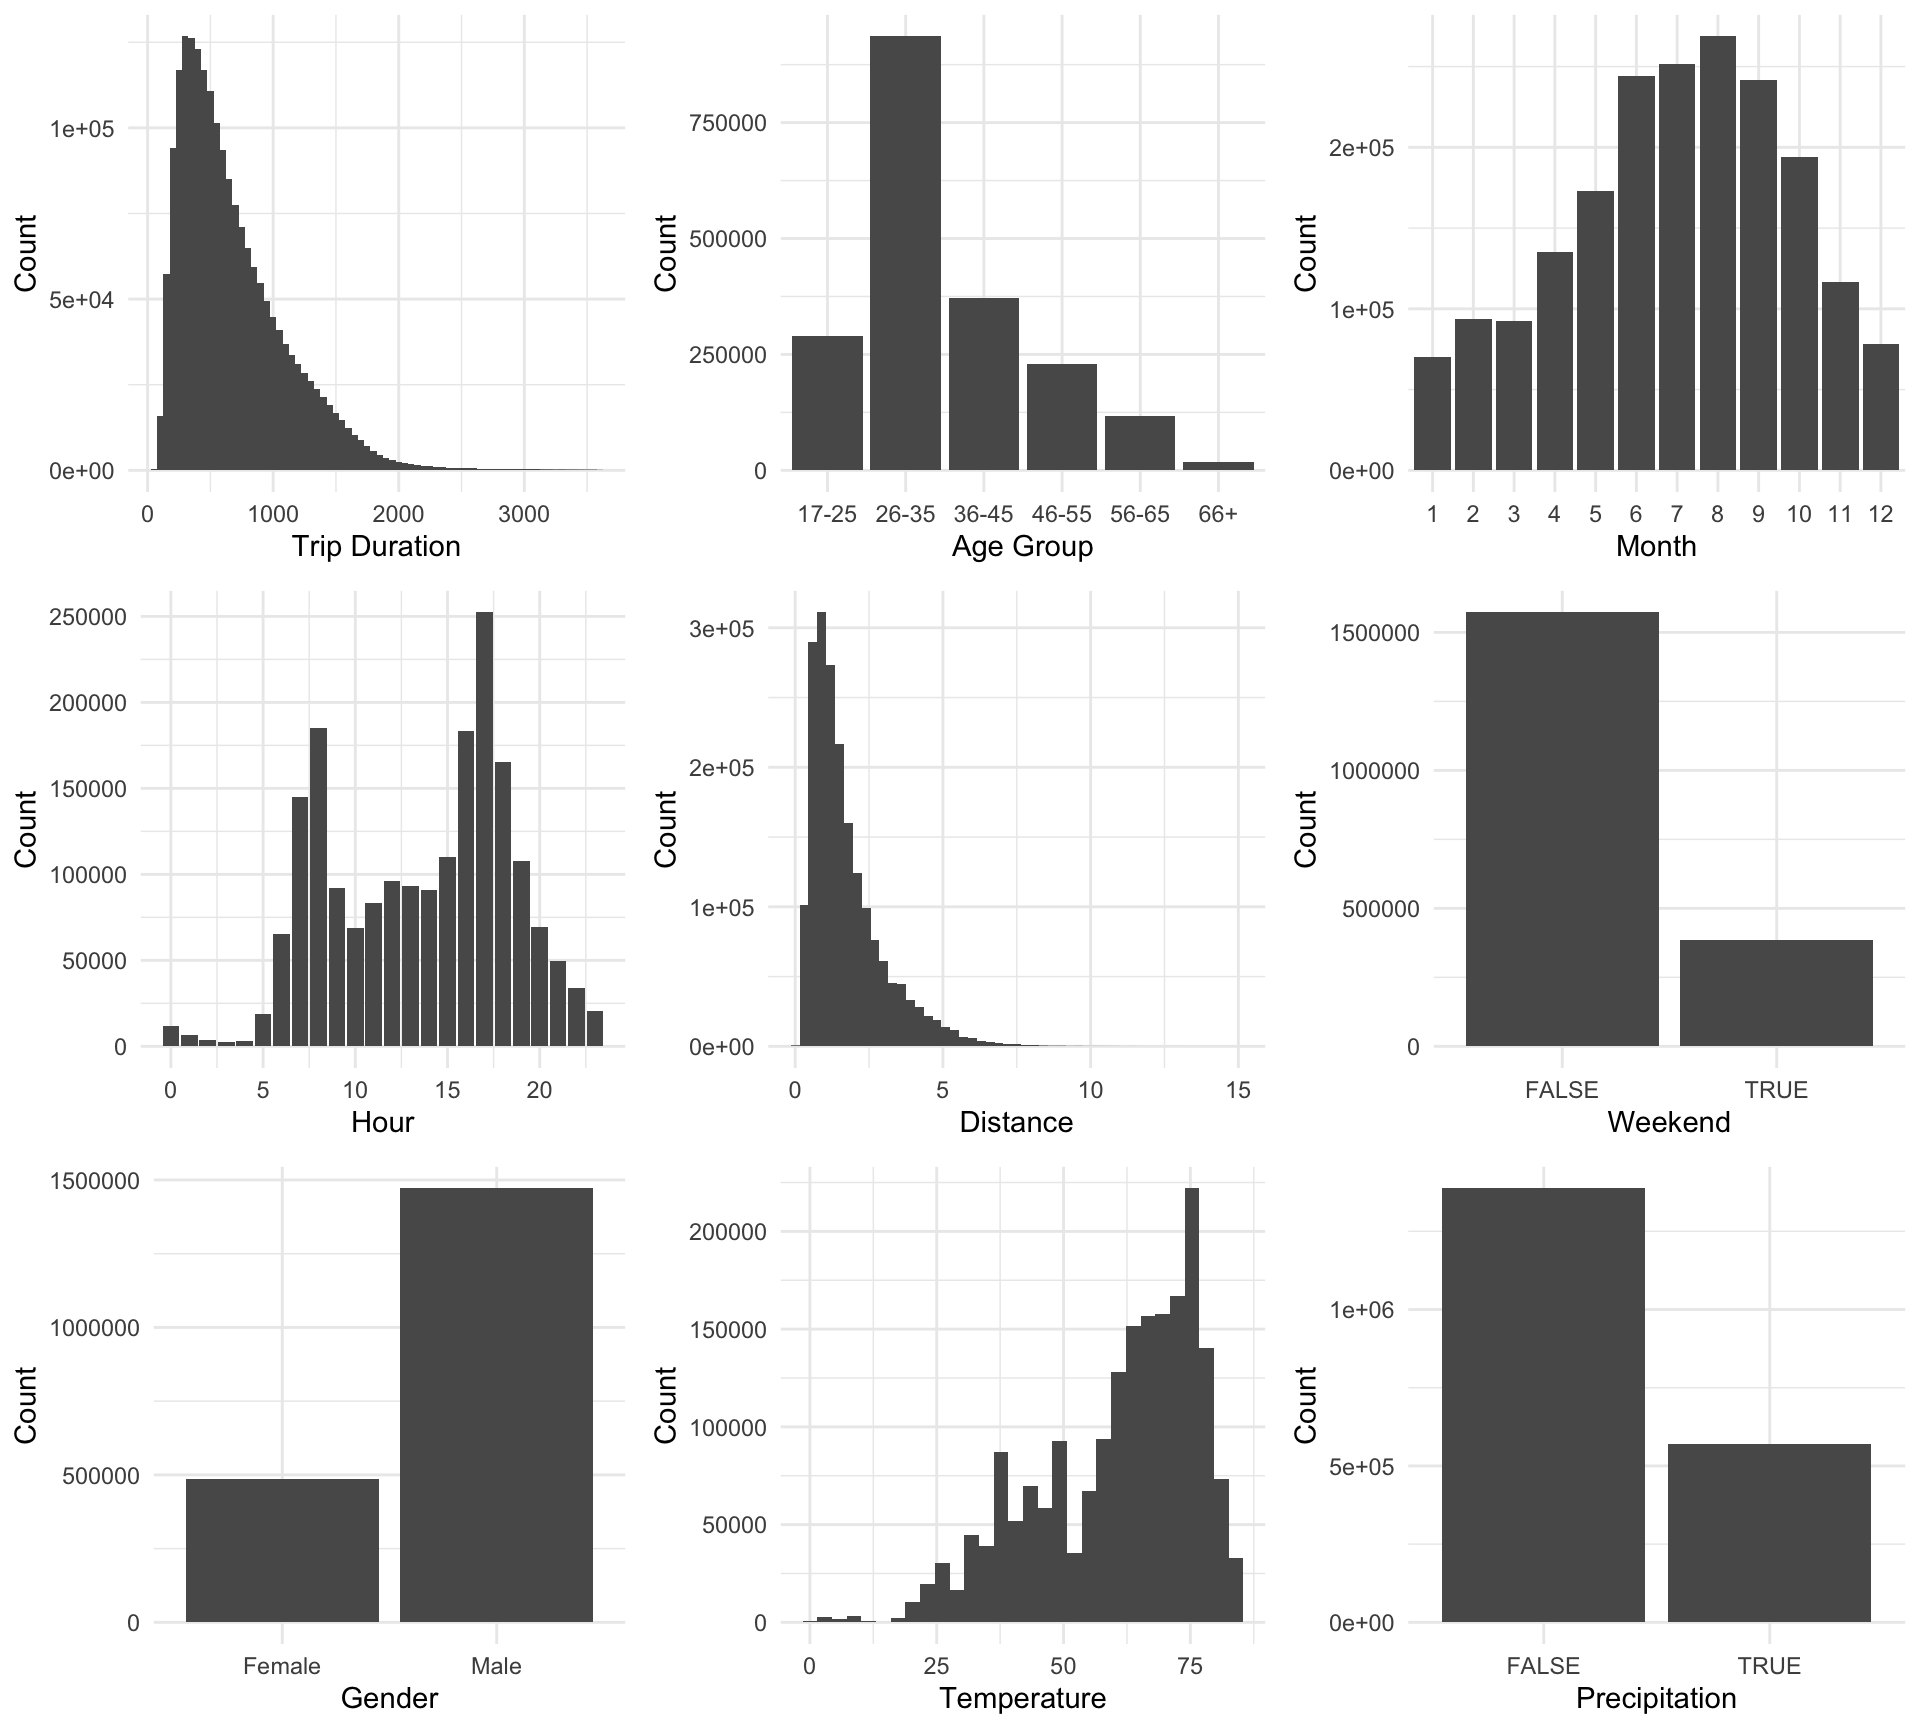 Count
1e+05
5e+04
0e+00
0 1000 2000 3000
Trip Duration
Count
750000
500000
250000
0
17-25 26-35 36-45 46-55 56-65 66+
Age Group
Count
2e+05
1e+05
0e+00
1 2 3 4 5 6 7 8 9 10 11 12
Month
Count
250000
200000
150000
100000
50000
0
0 5 10 15 20
Hour
Count
3e+05
2e+05
1e+05
0e+00
0 5 10 15
Distance
Count
1500000
1000000
500000
0
FALSE TRUE
Weekend
Count
1500000
1000000
500000
0
Female Male
Gender
Count
200000
150000
100000
50000
0
0 25 50 75
Temperature
Count
1e+06
5e+05
0e+00
FALSE TRUE
Precipitation